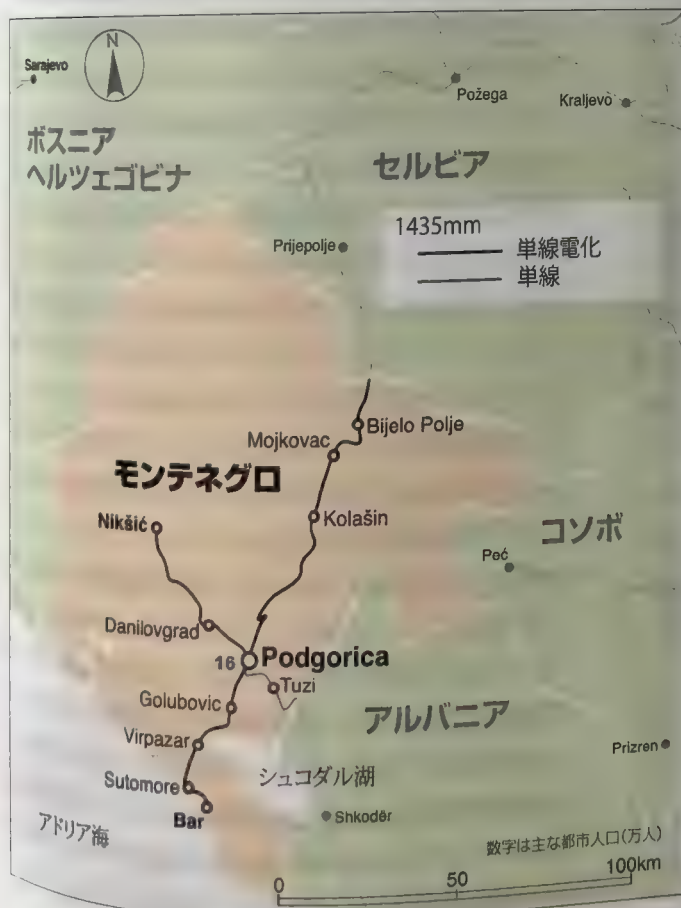 N
Sarajevo
Požega
Kraljevo
ボスニア
ヘルツェゴビナ
セルビア
1435mm
単線電化
単線
Prijepolje
Bijelo Polje
Mojkovac
モンテネグロ
Nikšić
Kolašin
コソボ
Peć
Danilovgrad
16
Podgorica
Tuzi
Golubovic
アルバニア
Virpazar
Prizren
シュコダル湖
Sutomore
Bar
アドリア海
Shkodër
数字は主な都市人口(万人)
0
50
100km